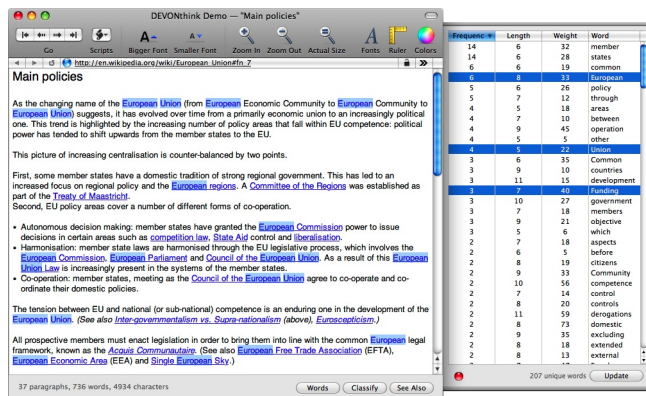 DEVONthink Demo — "Main policies"
Go Scripts Bigger Font Smaller Font Zoom In Zoom Out Actual Size Fonts Ruler Colors
http://en.wikipedia.org/wiki/European_Union#fn_7
Main policies
As the changing name of the European Union (from European Economic Community to European Community to
European Union) suggests, it has evolved over time from a primarily economic union to an increasingly political
one. This trend is highlighted by the increasing number of policy areas that fall within EU competence: political
power has tended to shift upwards from the member states to the EU.
This picture of increasing centralisation is counter-balanced by two points.
First, some member states have a domestic tradition of strong regional government. This has led to an
increased focus on regional policy and the European regions. A Committee of the Regions was established as
part of the Treaty of Maastricht.
Second, EU policy areas cover a number of different forms of co-operation.
▪ Autonomous decision making: member states have granted the European Commission power to issue
decisions in certain areas such as competition law, State Aid control and liberalisation.
▪ Harmonisation: member state laws are harmonised through the EU legislative process, which involves the
European Commission, European Parliament and Council of the European Union. As a result of this European
Union Law is increasingly present in the systems of the member states.
▪ Co-operation: member states, meeting as the Council of the European Union agree to co-operate and co-
ordinate their domestic policies.
The tension between EU and national (or sub-national) competence is an enduring one in the development of the
European Union. (See also Inter-governmentalism vs. Supra-nationalism (above), Euroscepticism.)
All prospective members must enact legislation in order to bring them into line with the common European legal
framework, known as the Acquis Communautaire. (See also European Free Trade Association (EFTA),
European Economic Area (EEA) and Single European Sky.)
37 paragraphs, 736 words, 4934 characters
Words Classify See Also
Frequenc Length Weight Word
14 6 32 member
14 6 28 states
6 6 19 common
6 8 33 European
5 6 26 policy
5 7 12 through
4 5 18 areas
4 7 10 between
4 9 45 operation
4 5 5 other
4 5 22 Union
3 6 35 Common
3 9 10 countries
3 11 15 development
3 7 40 Funding
3 10 27 government
3 7 18 members
3 9 21 objective
3 5 6 which
2 7 18 aspects
2 6 5 before
2 8 19 citizens
2 9 33 Community
2 10 56 competence
2 7 14 control
2 8 20 controls
2 11 59 derogations
2 8 73 domestic
2 9 35 excluding
2 8 18 extended
2 8 13 external
207 unique words Update